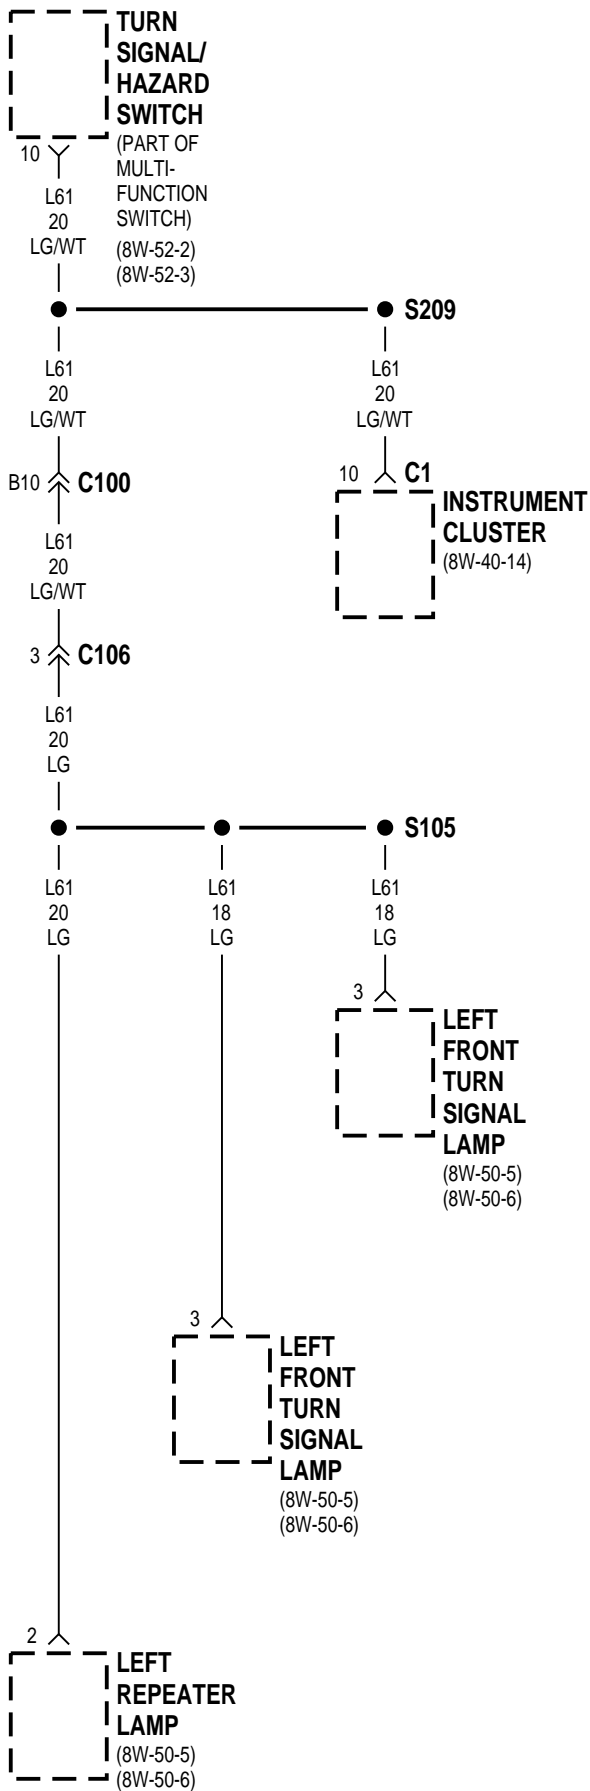 TURN
SIGNAL/
HAZARD
SWITCH
(PART OF
MULTI-
FUNCTION
SWITCH)
(8W-52-2)
(8W-52-3)
10
L61
20
LG/WT
S209
L61
20
LG/WT
L61
20
LG/WT
B10
C100
10
C1
INSTRUMENT
CLUSTER
(8W-40-14)
L61
20
LG/WT
3
C106
L61
20
LG
S105
L61
20
LG
L61
18
LG
L61
18
LG
3
LEFT
FRONT
TURN
SIGNAL
LAMP
(8W-50-5)
(8W-50-6)
3
LEFT
FRONT
TURN
SIGNAL
LAMP
(8W-50-5)
(8W-50-6)
2
LEFT
REPEATER
LAMP
(8W-50-5)
(8W-50-6)